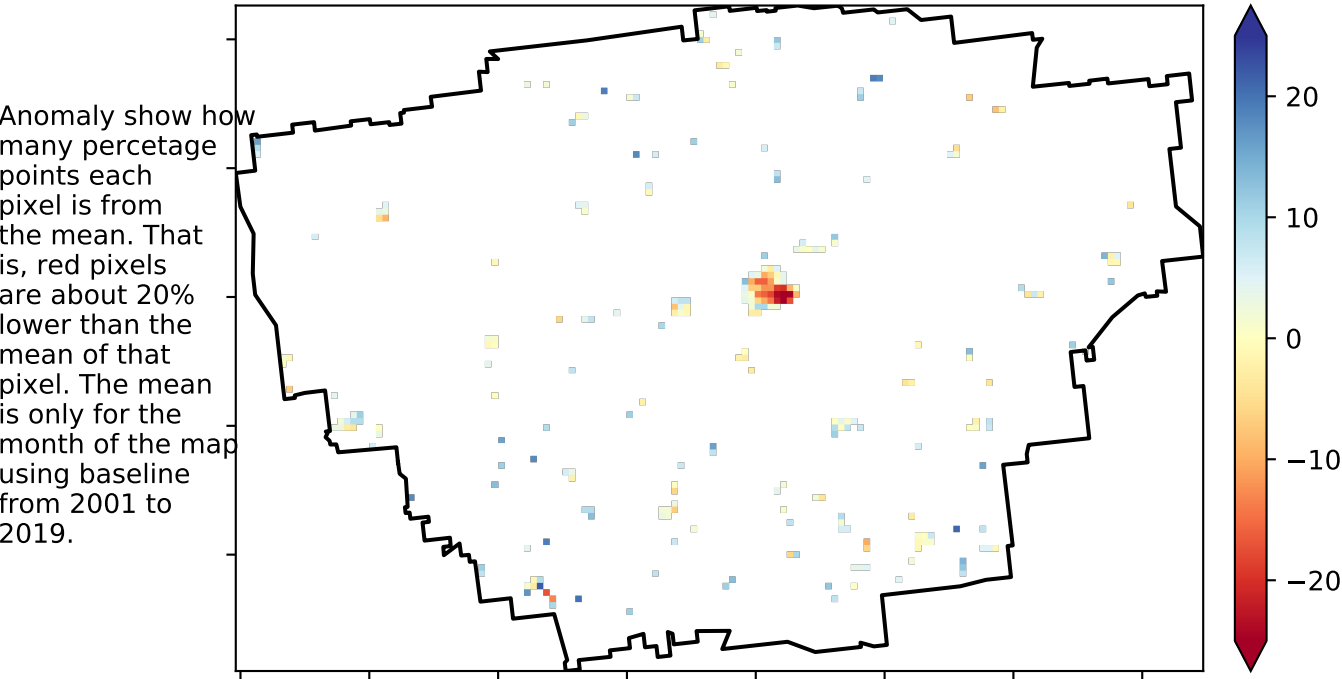 Anomaly show how
many percetage
points each
pixel is from
the mean. That
is, red pixels
are about 20%
lower than the
mean of that
pixel. The mean
is only for the
month of the map
using baseline
from 2001 to
2019.
20
10
0
−10
−20